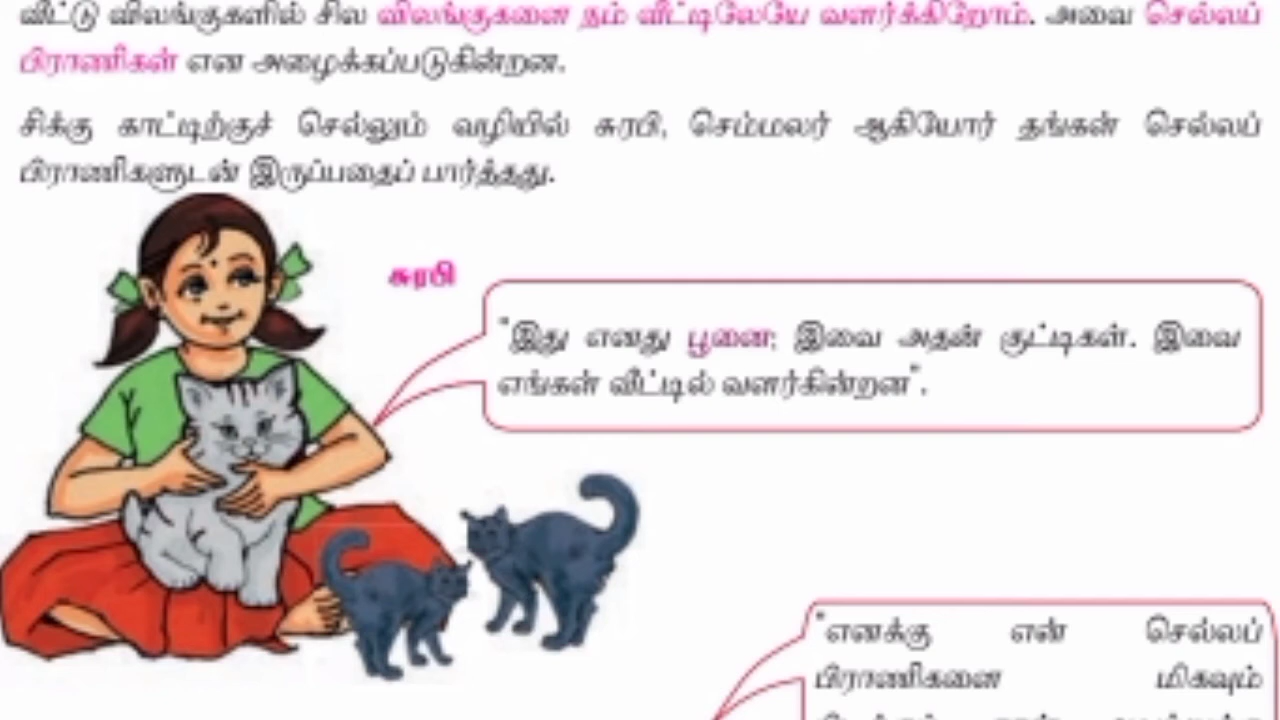 வீட்டு விலங்குகளில் சில விலங்குகளை நம் வீட்டிலேயே வளர்க்கிறோம். அவை செல்லப்
பிராணிகள் என அழைக்கப்படுகின்றன.
சிக்கு காட்டிற்குச் செல்லும் வழியில் சுரபி, செம்மலர் ஆகியோர் தங்கள் செல்லப்
பிராணிகளுடன் இருப்பதைப் பார்த்தது.
சுரபி
"இது எனது பூனை; இவை அதன் குட்டிகள். இவை
எங்கள் வீட்டில் வளர்கின்றன".
"எனக்கு என் செல்லப்
பிராணிகளை மிகவும்